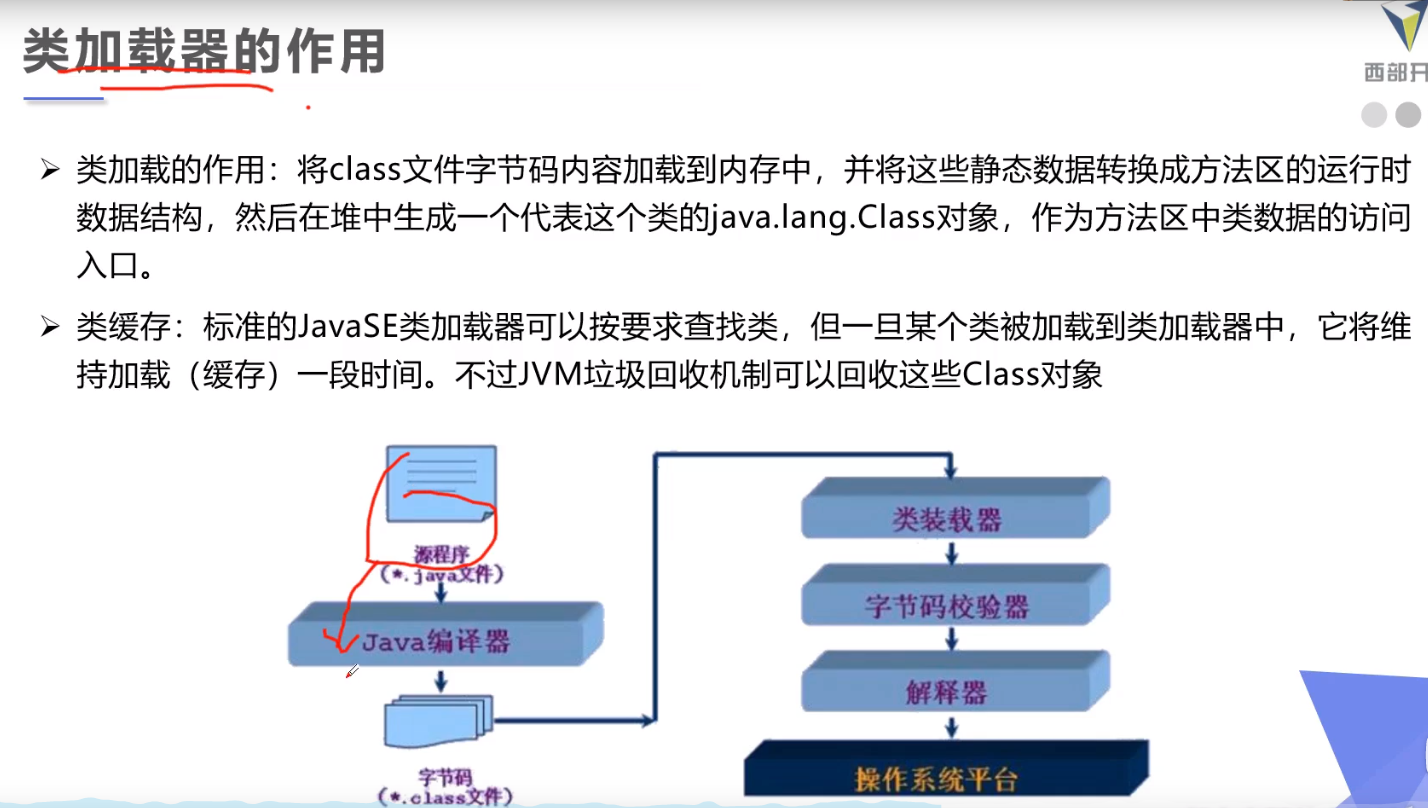 类加载器的作用
西部开
类加载的作用：将class文件字节码内容加载到内存中，并将这些静态数据转换成方法区的运行时
数据结构，然后在堆中生成一个代表这个类的java.lang.Class对象，作为方法区中类数据的访问
入口。
类缓存：标准的JavaSE类加载器可以按要求查找类，但一旦某个类被加载到类加载器中，它将维
持加载（缓存）一段时间。不过JVM垃圾回收机制可以回收这些Class对象
源程序
(*.java文件)
Java编译器
字节码
(*.class文件)
类装载器
字节码校验器
解释器
操作系统平台